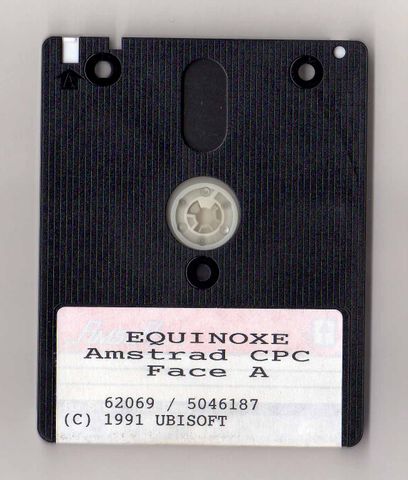 EQUINOXE
Amstrad CPC
Face A
62069 / 5046187
(C) 1991 UBISOFT